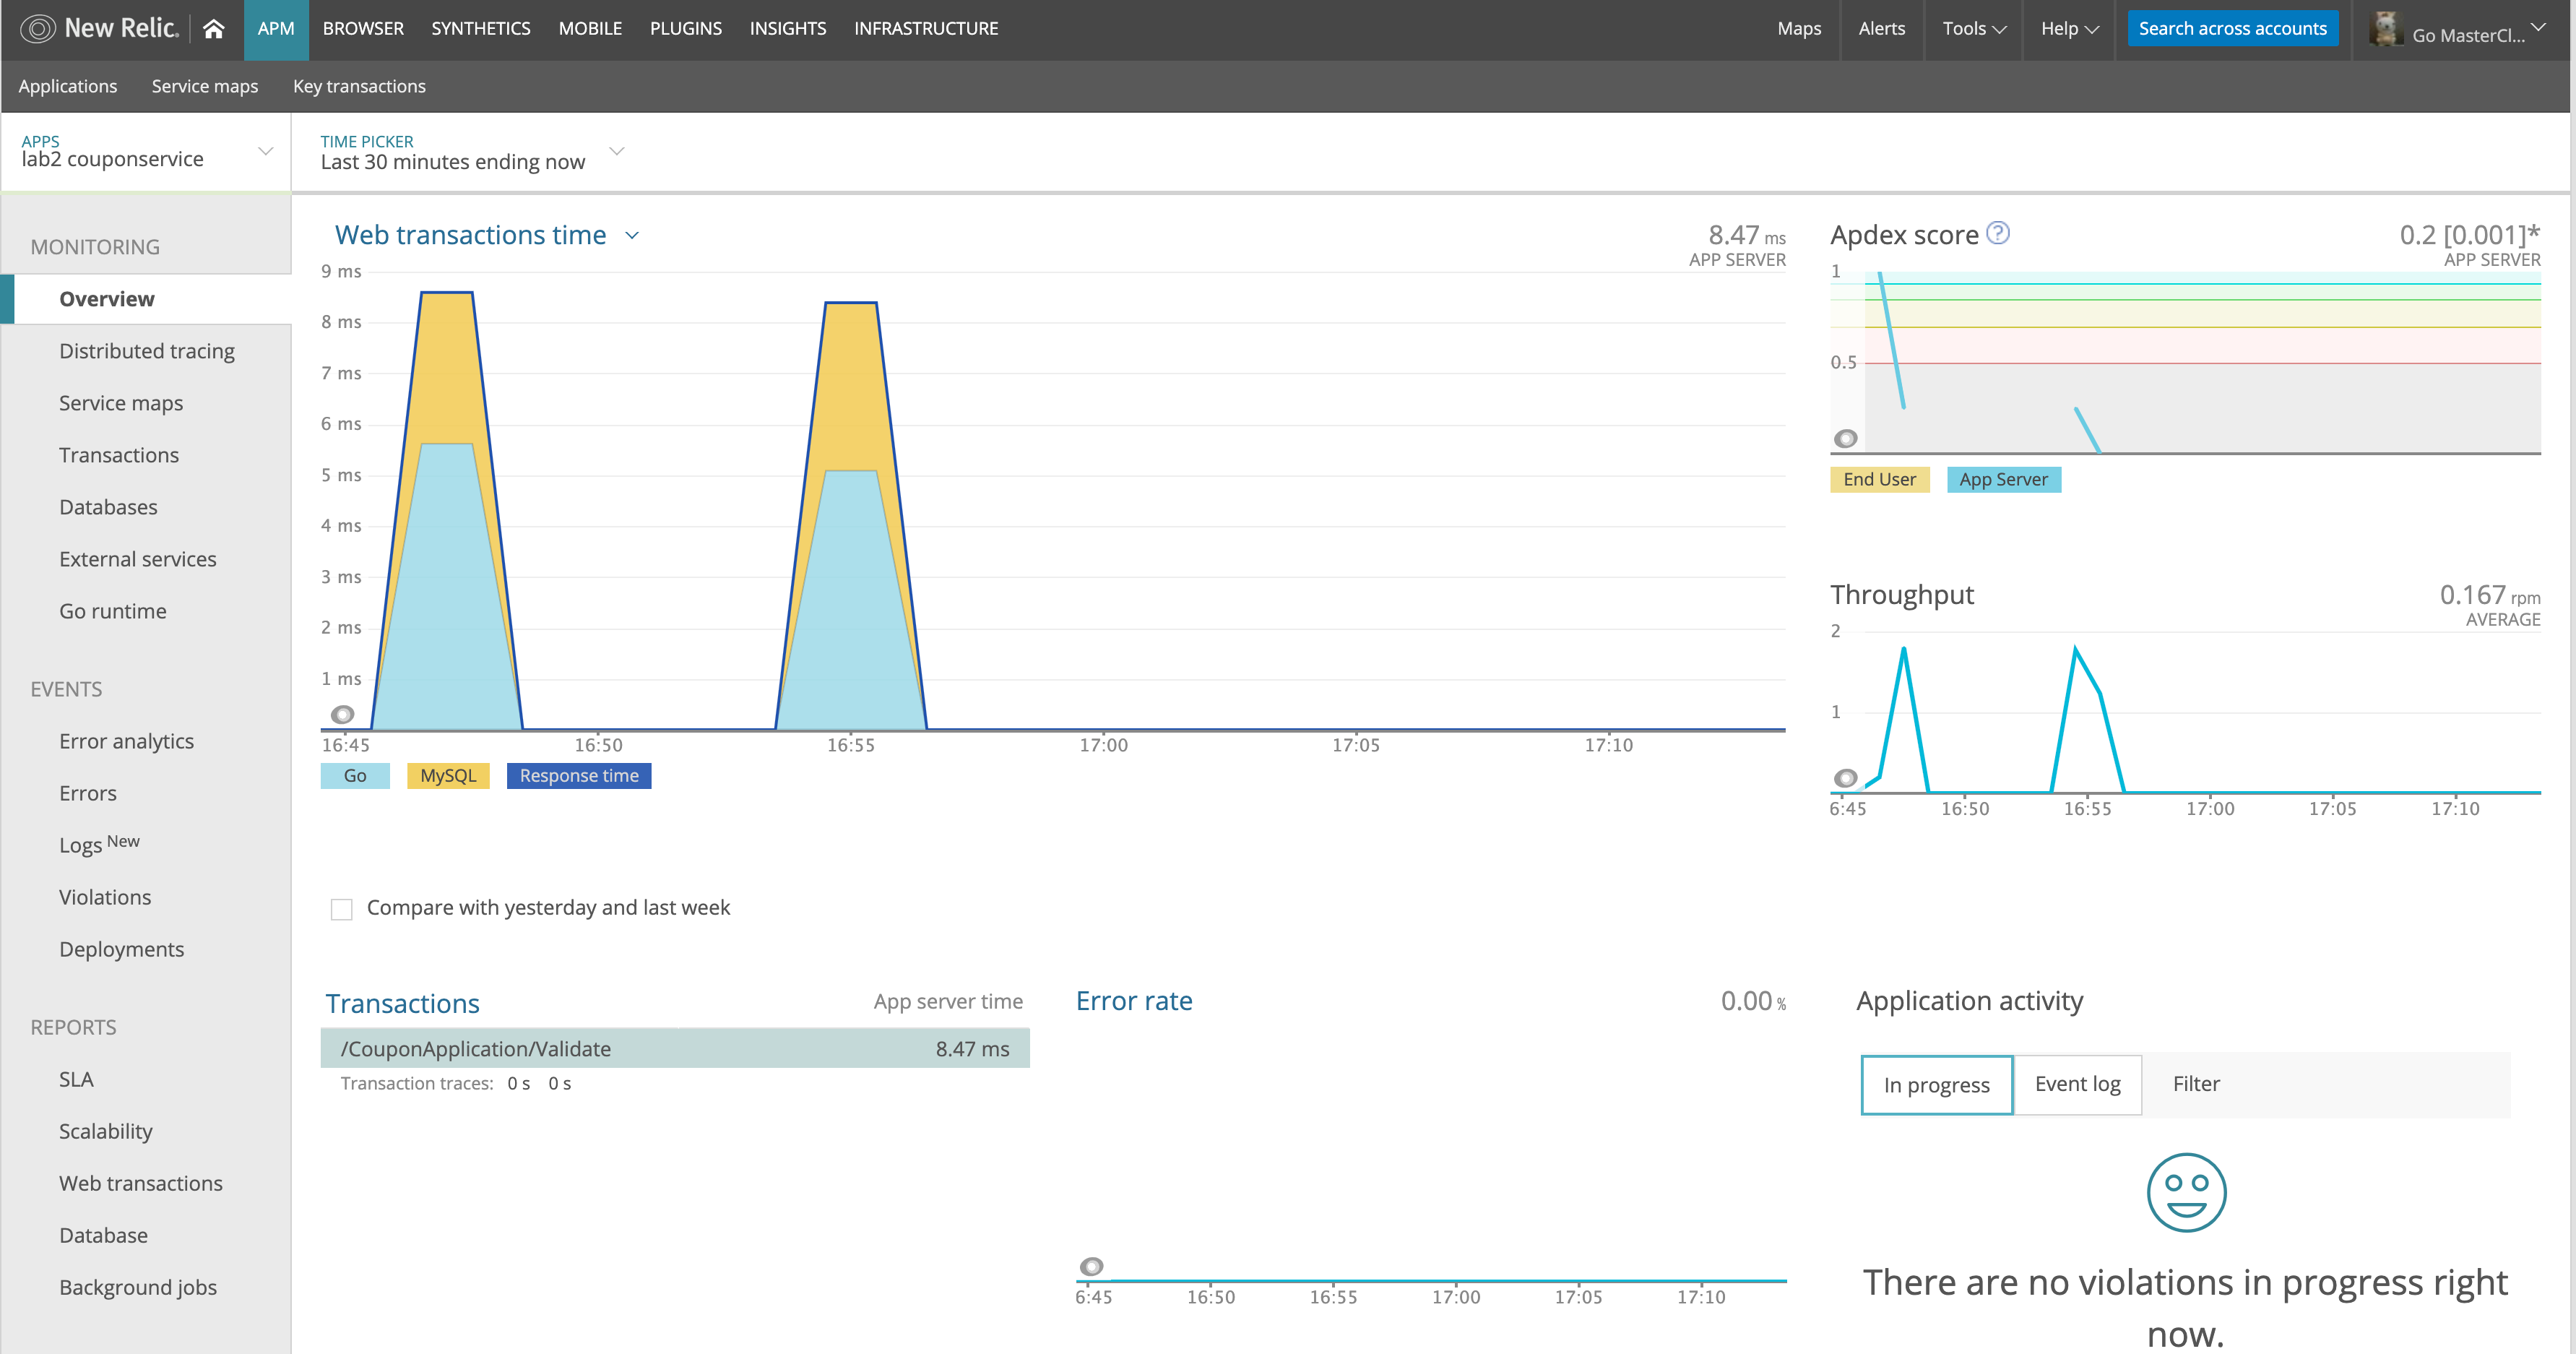 New Relic.
APM BROWSER SYNTHETICS MOBILE PLUGINS INSIGHTS INFRASTRUCTURE Maps Alerts Tools Help Search across accounts Go MasterCl...
Applications Service maps Key transactions
APPS
lab2 couponservice
TIME PICKER
Last 30 minutes ending now
MONITORING
Overview
Distributed tracing
Service maps
Transactions
Databases
External services
Go runtime
EVENTS
Error analytics
Errors
Logs New
Violations
Deployments
REPORTS
SLA
Scalability
Web transactions
Database
Background jobs
Web transactions time
8.47 ms
APP SERVER
9 ms
8 ms
7 ms
6 ms
5 ms
4 ms
3 ms
2 ms
1 ms
16:45 16:50 16:55 17:00 17:05 17:10
Go MySQL Response time
Compare with yesterday and last week
Apdex score ?
0.2 [0.001]*
APP SERVER
1
0.5
End User App Server
Throughput
0.167 rpm
AVERAGE
2
1
6:45 16:50 16:55 17:00 17:05 17:10
Transactions App server time
/CouponApplication/Validate 8.47 ms
Transaction traces: 0 s 0 s
Error rate 0.00 %
6:45 16:50 16:55 17:00 17:05 17:10
Application activity
In progress Event log Filter
There are no violations in progress right
now.